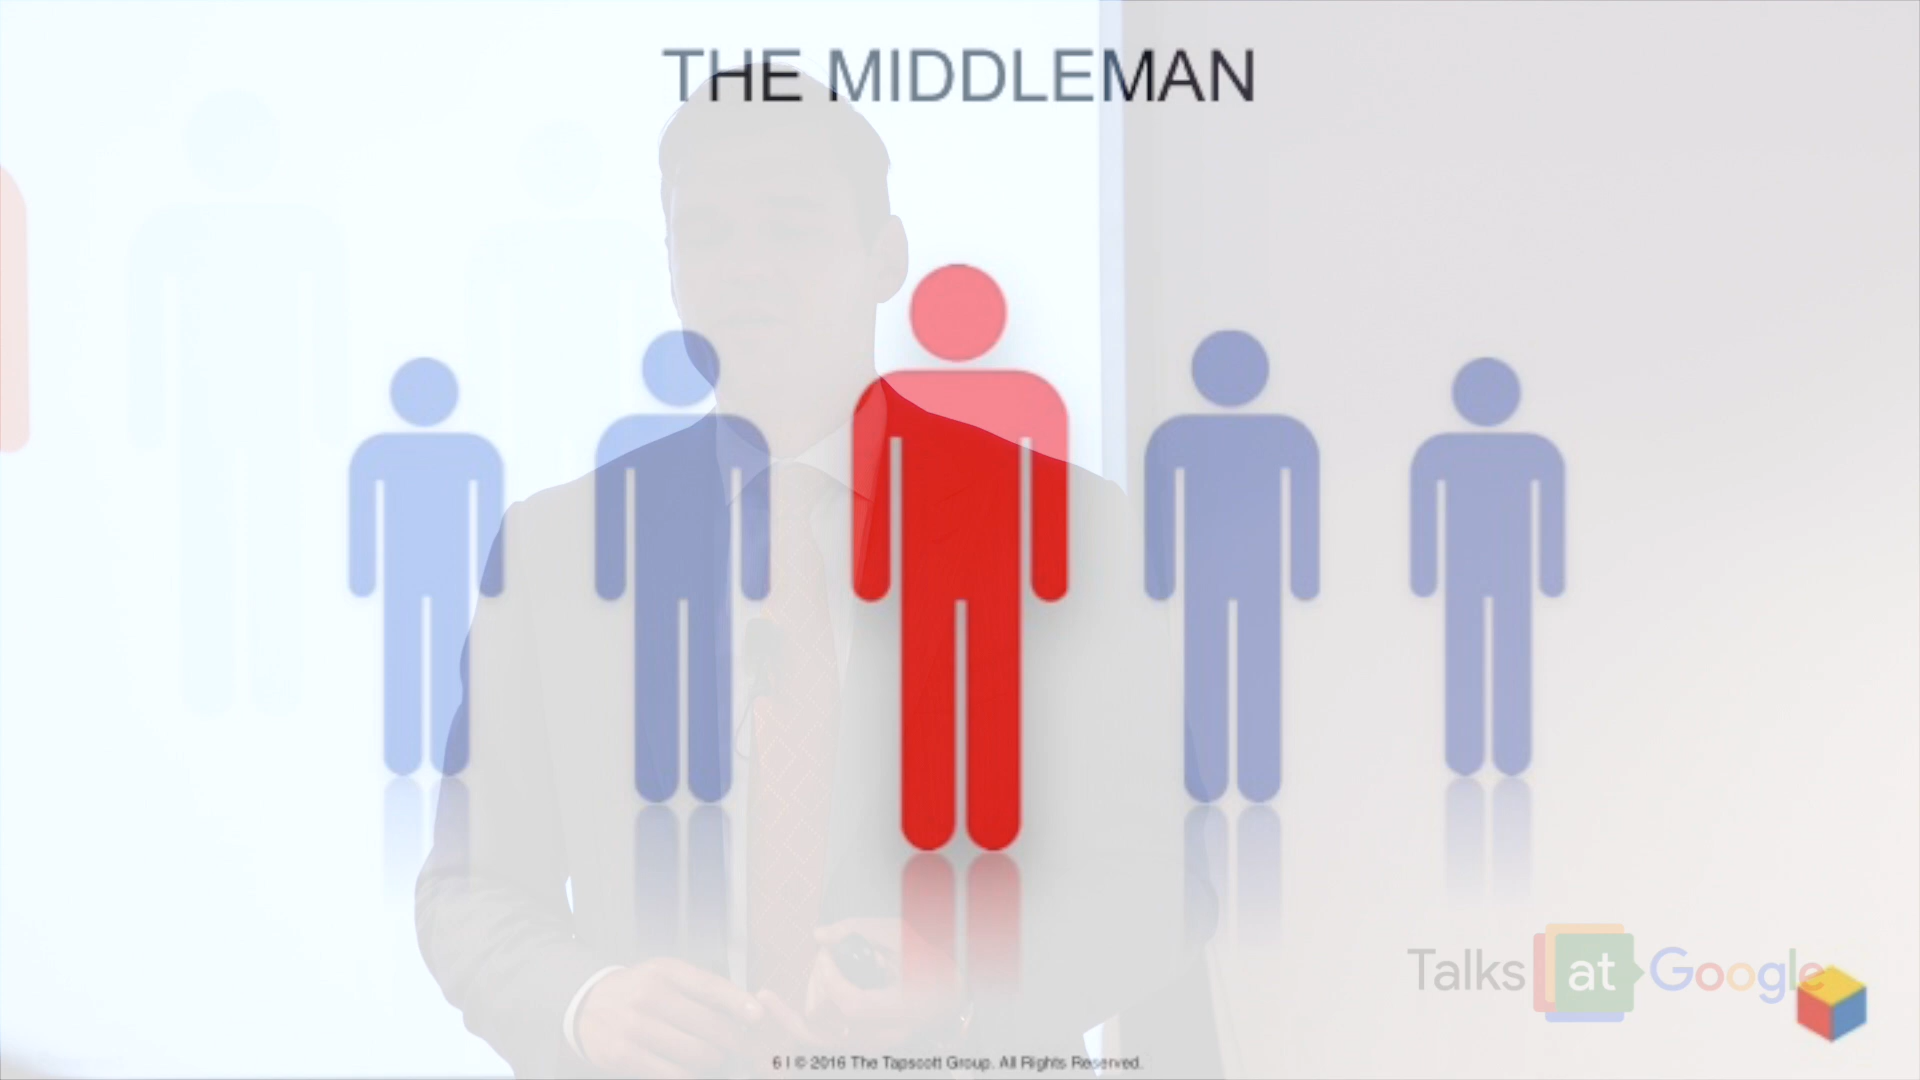 THE MIDDLEMAN
Talks at Google
6 | © 2016 The Tapscott Group. All Rights Reserved.